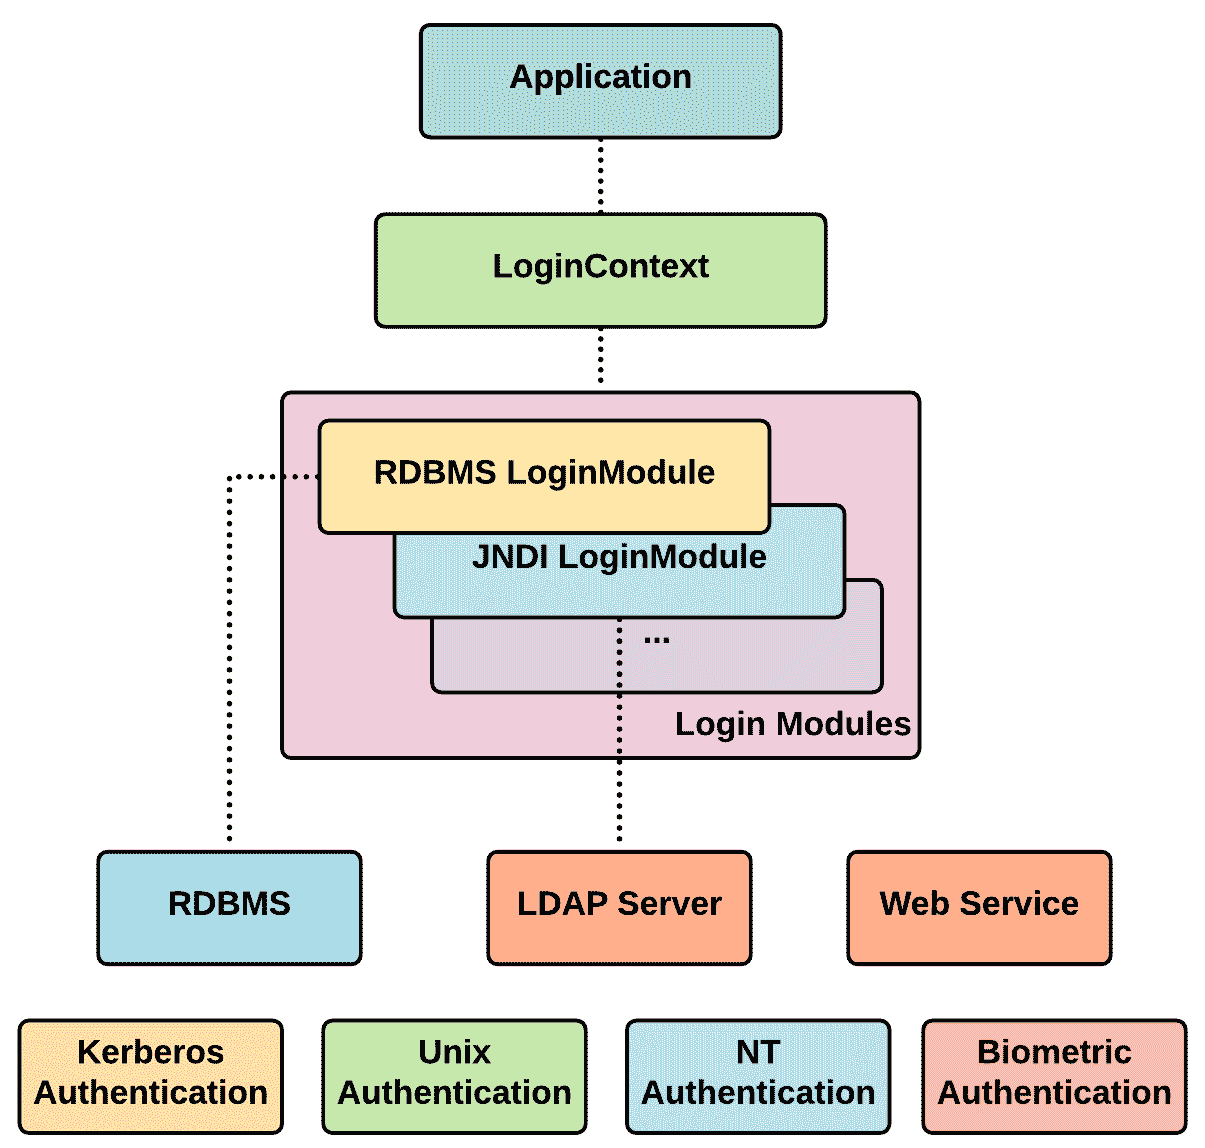 Application
LoginContext
RDBMS LoginModule
JNDI LoginModule
...
Login Modules
RDBMS
LDAP Server
Web Service
Kerberos
Authentication
Unix
Authentication
NT
Authentication
Biometric
Authentication